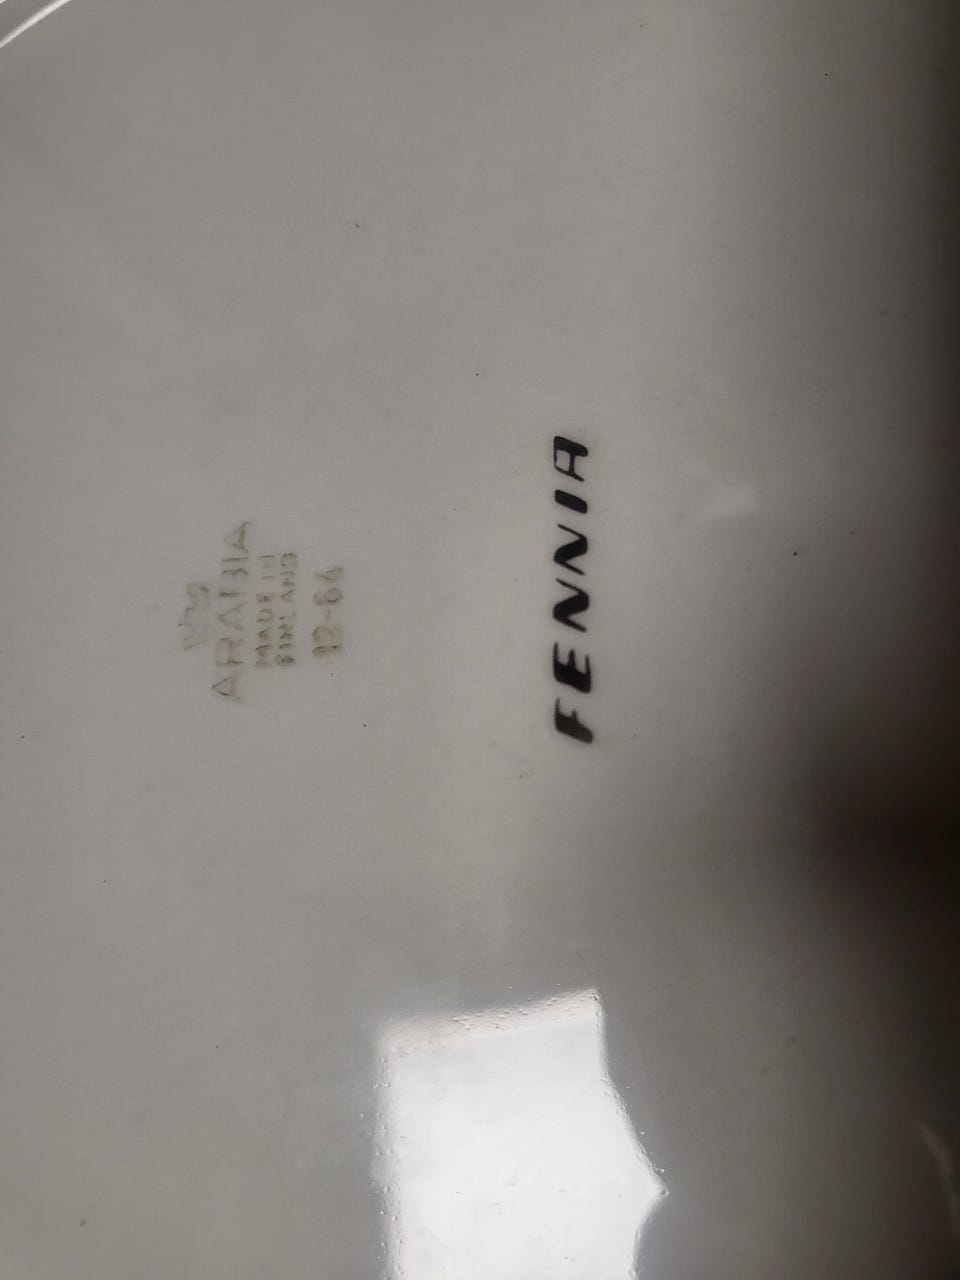 ARABIA
MADE IN
FINLAND
12-64
FENNIA